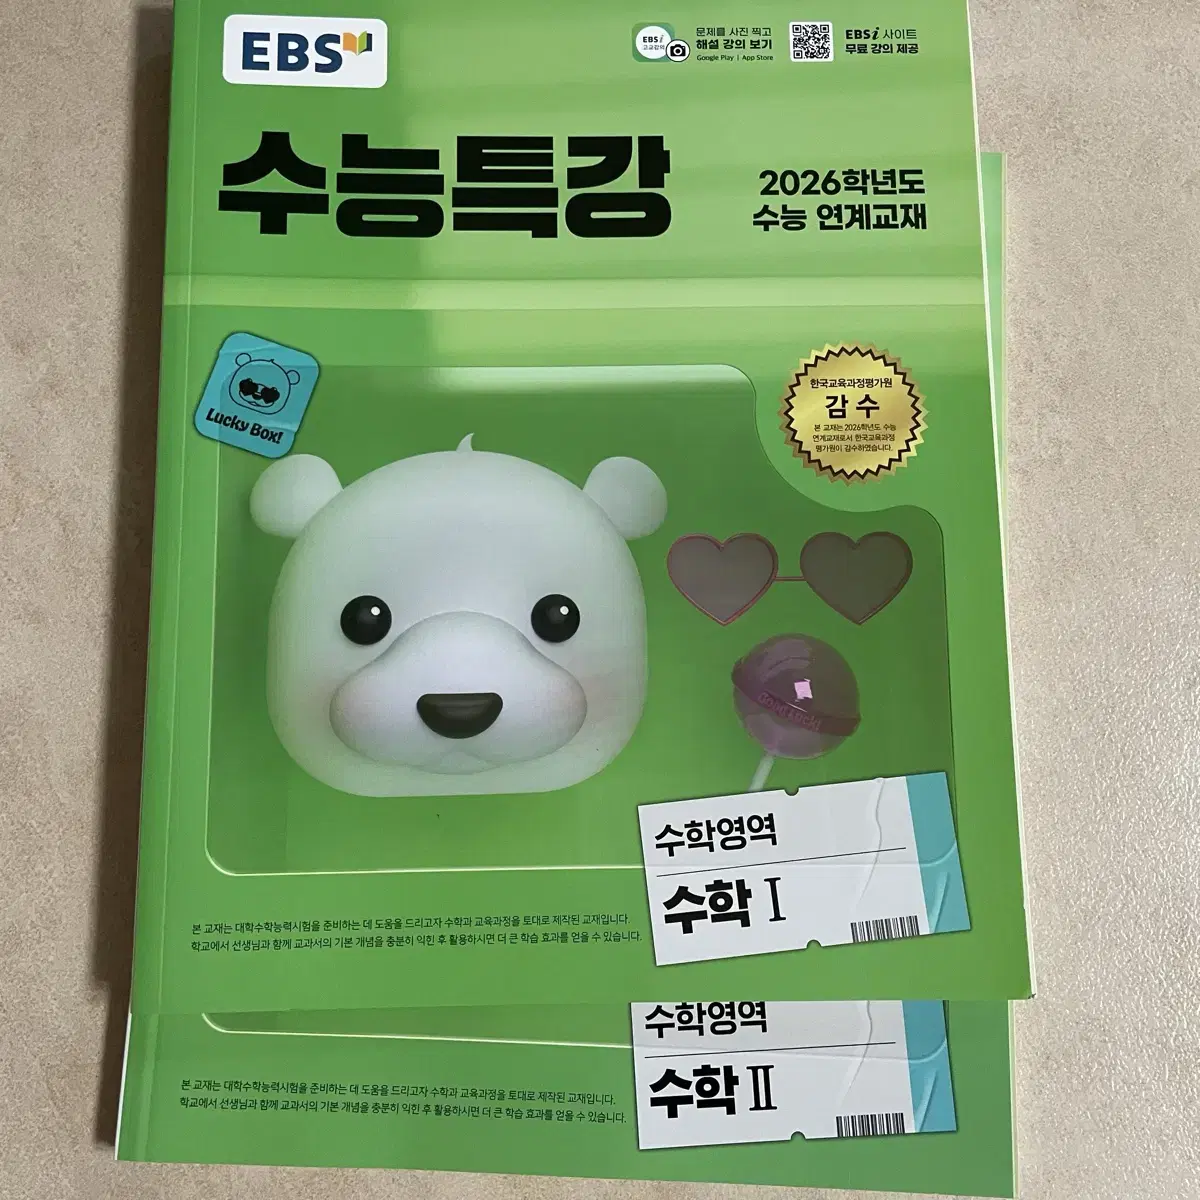 EBS
EBSi
고교강의
문제를 사진 찍고
해설 강의 보기
Google Play | App Store
EBSi 사이트
무료 강의 제공
수능특강
2026학년도
수능 연계교재
Lucky Box!
한국교육과정평가원
감수
본 교재는 2026학년도 수능
연계교재로서 한국교육과정
평가원이 감수하였습니다.
Good Luck!
수학영역
수학 Ⅰ
본 교재는 대학수학능력시험을 준비하는 데 도움을 드리고자 수학과 교육과정을 토대로 제작된 교재입니다.
학교에서 선생님과 함께 교과서의 기본 개념을 충분히 익힌 후 활용하시면 더 큰 학습 효과를 얻을 수 있습니다.
수학영역
수학 Ⅱ
본 교재는 대학수학능력시험을 준비하는 데 도움을 드리고자 수학과 교육과정을 토대로 제작된 교재입니다.
학교에서 선생님과 함께 교과서의 기본 개념을 충분히 익힌 후 활용하시면 더 큰 학습 효과를 얻을 수 있습니다.